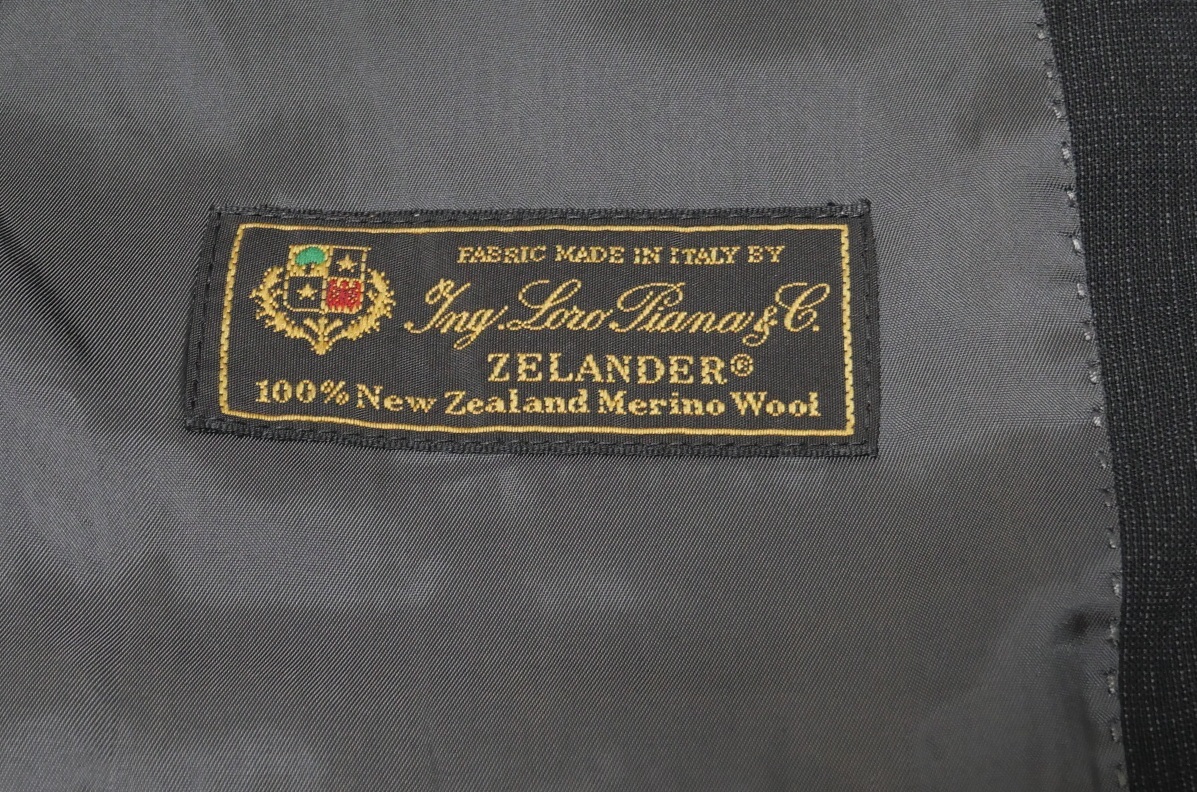 FABRIC MADE IN ITALY BY
Ing. Loro Piana & C.
ZELANDER®
100% New Zealand Merino Wool